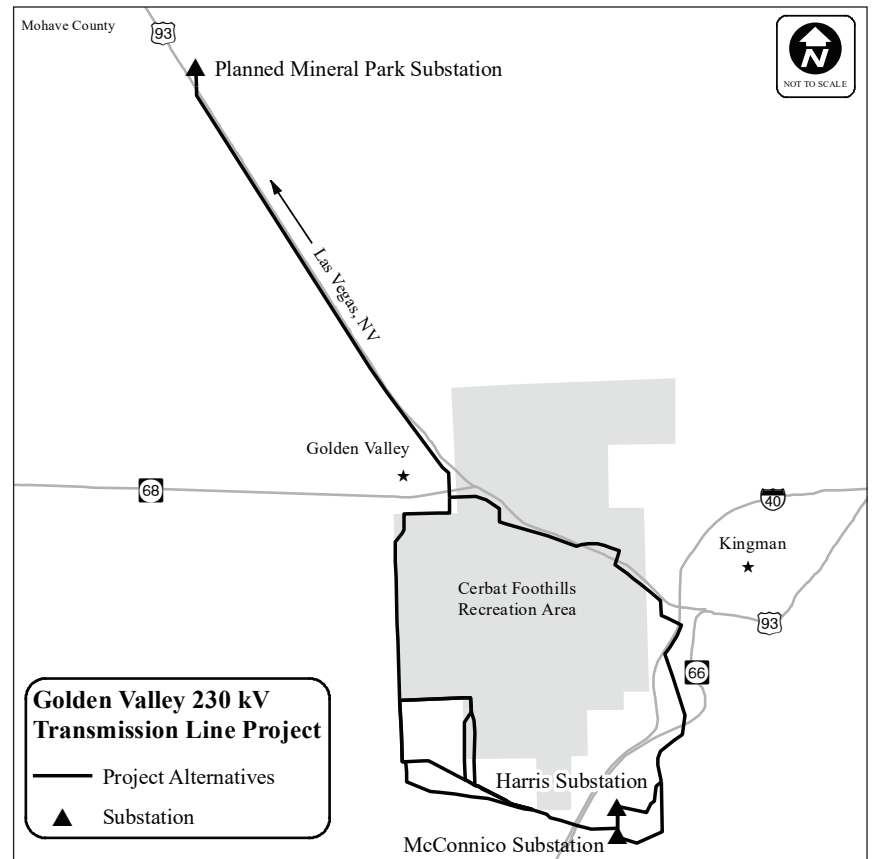 Mohave County
93
Planned Mineral Park Substation
N
NOT TO SCALE
Las Vegas, NV
Golden Valley
68
40
Kingman
Cerbat Foothills
Recreation Area
93
66
Golden Valley 230 kV
Transmission Line Project
Project Alternatives
Substation
Harris Substation
McConnico Substation